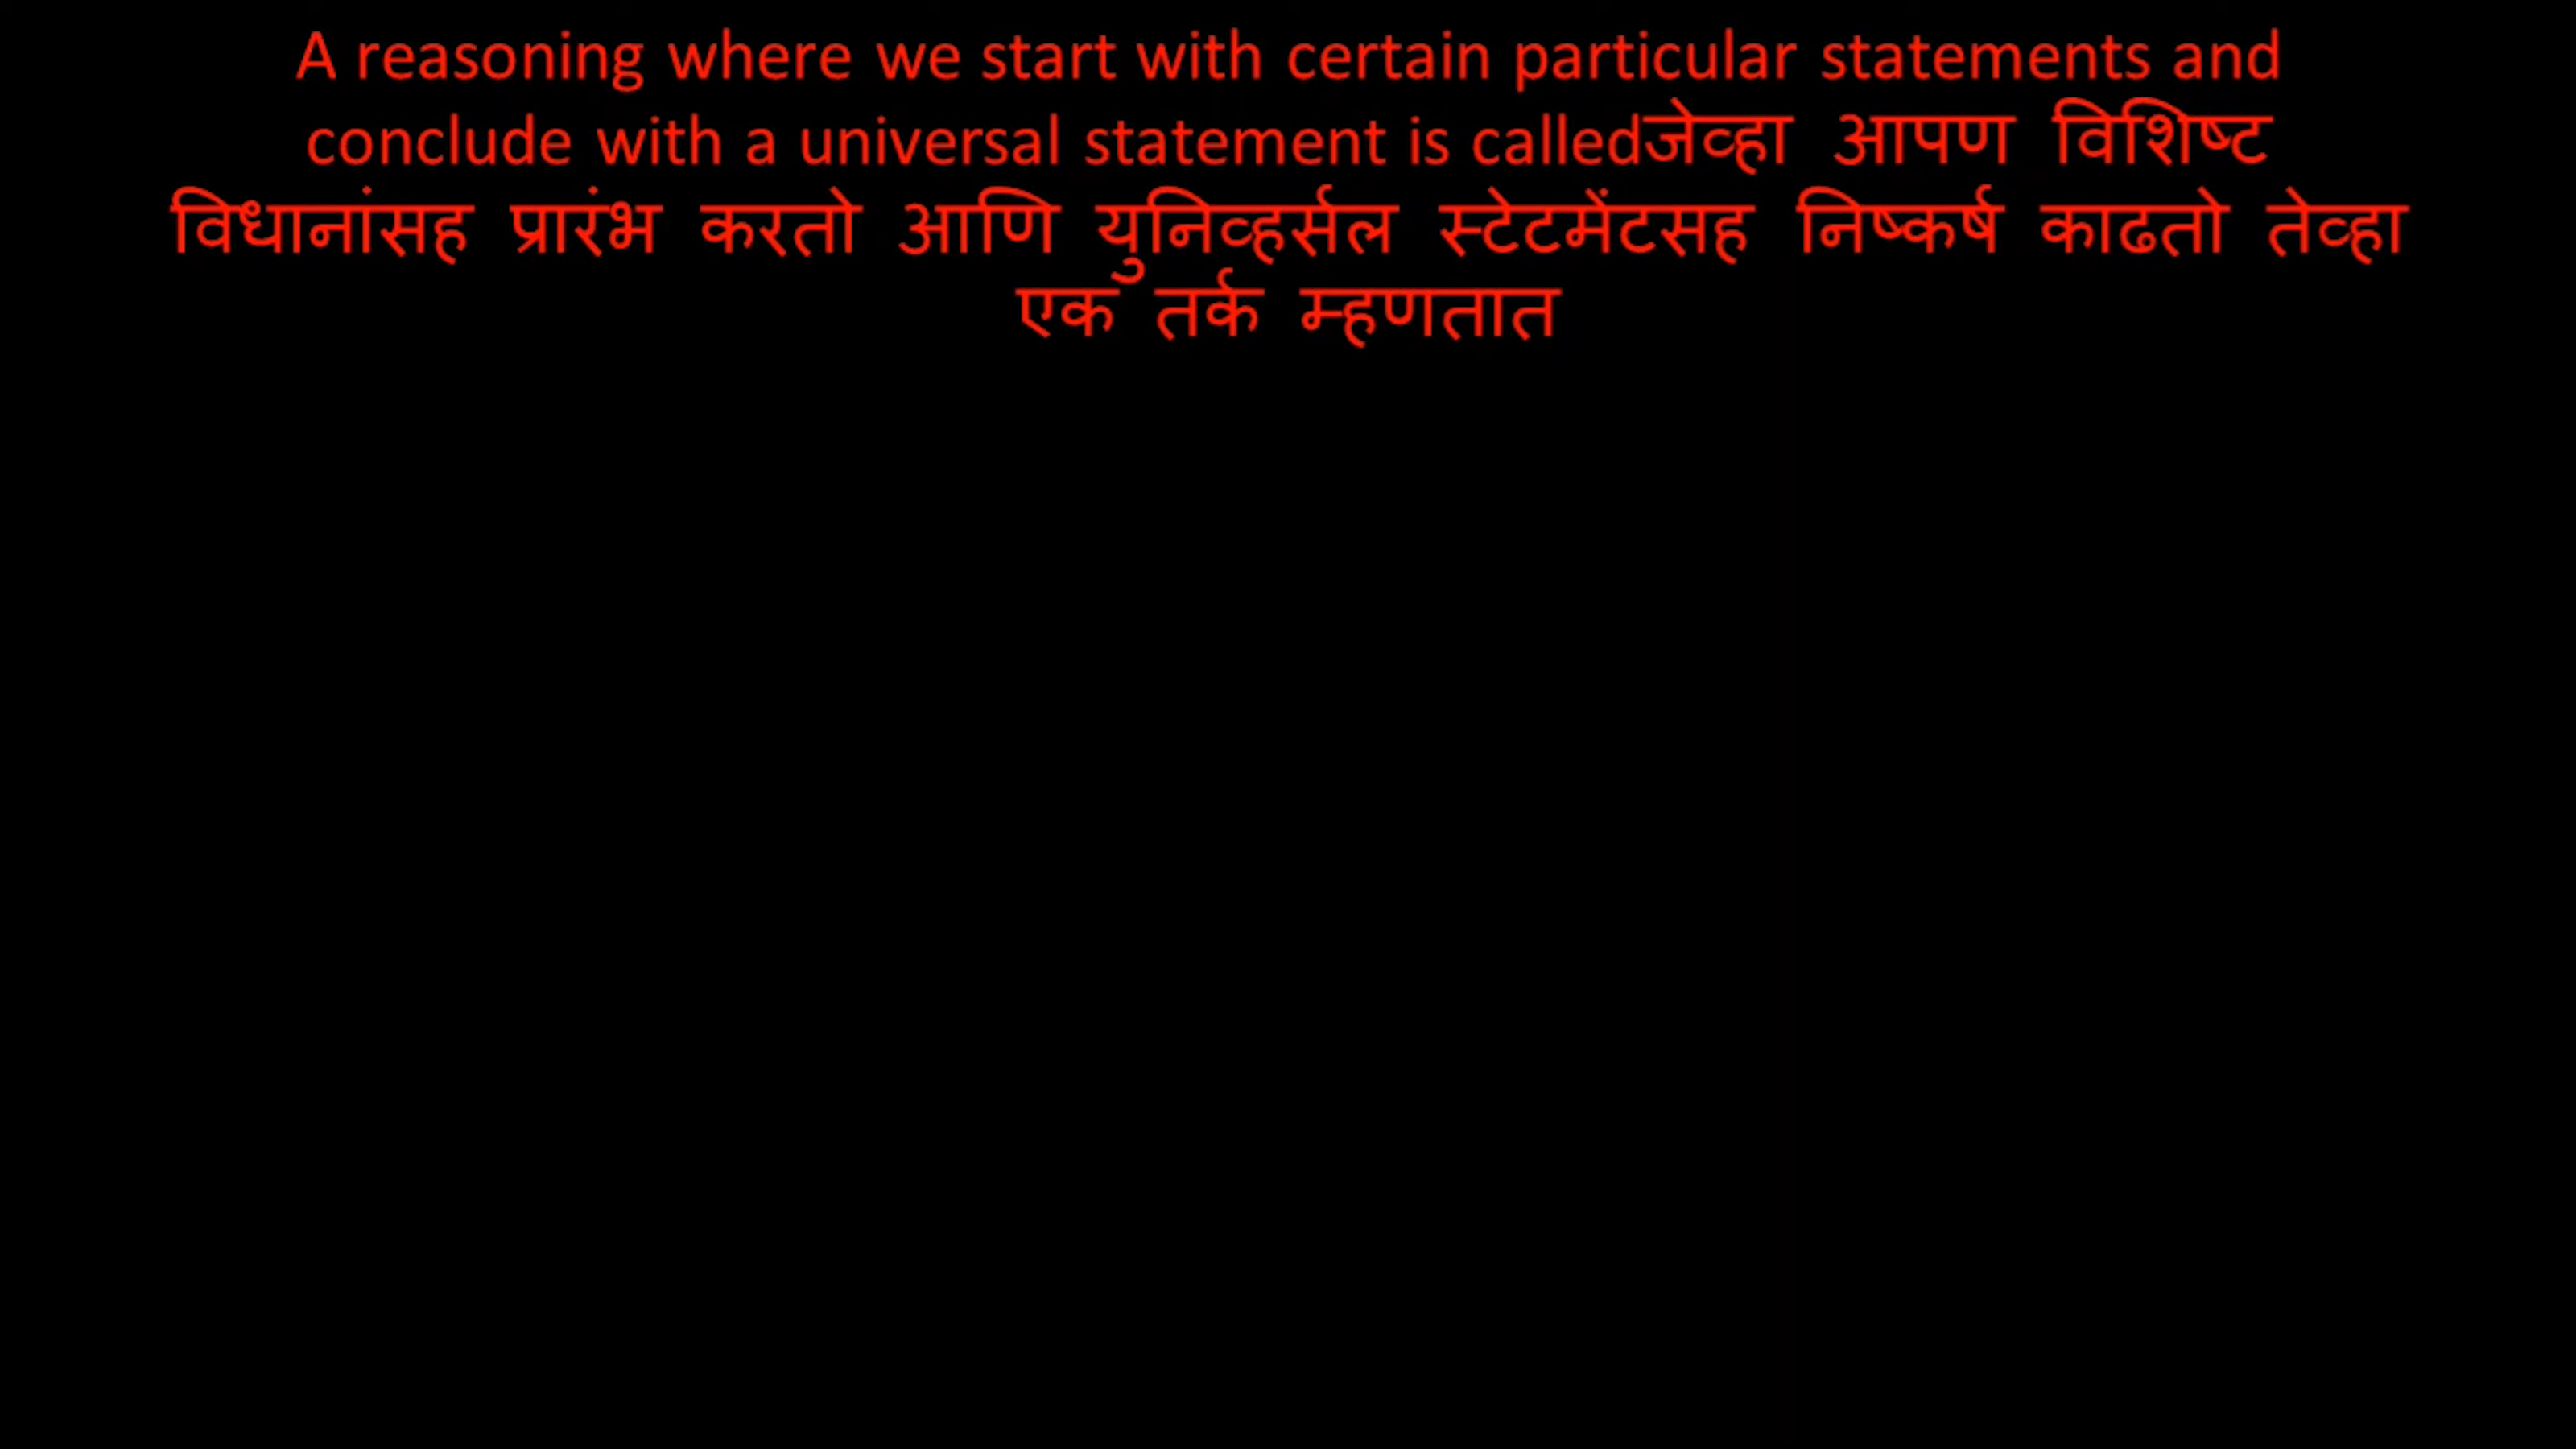 A reasoning where we start with certain particular statements and
conclude with a universal statement is calledजेव्हा आपण विशिष्ट
विधानांसह प्रारंभ करतो आणि युनिव्हर्सल स्टेटमेंटसह निष्कर्ष काढतो तेव्हा
एक तर्क म्हणतात